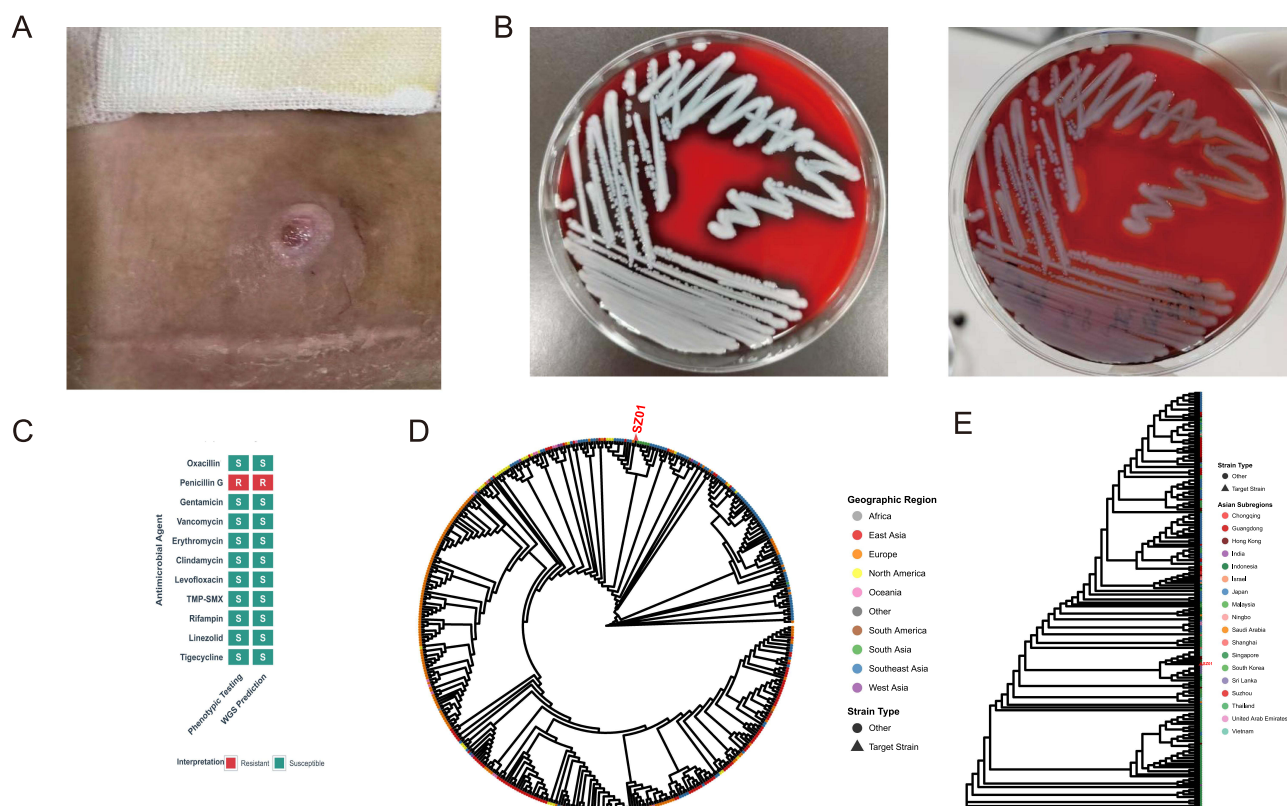 A
B
C
Oxacillin S S
Penicillin G R R
Gentamicin S S
Vancomycin S S
Erythromycin S S
Clindamycin S S
Levofloxacin S S
TMP-SMX S S
Rifampin S S
Linezolid S S
Tigecycline S S
Antimicrobial Agent
Phenotypic Testing
WGS Prediction
Interpretation Resistant Susceptible
D
SZ01
Geographic Region
Africa
East Asia
Europe
North America
Oceania
Other
South America
South Asia
Southeast Asia
West Asia
Strain Type
Other
Target Strain
E
SZ01
Strain Type
Other
Target Strain
Asian Subregions
Chongqing
Guangdong
Hong Kong
India
Indonesia
Israel
Japan
Malaysia
Ningbo
Saudi Arabia
Shanghai
Singapore
South Korea
Sri Lanka
Suzhou
Thailand
United Arab Emirates
Vietnam